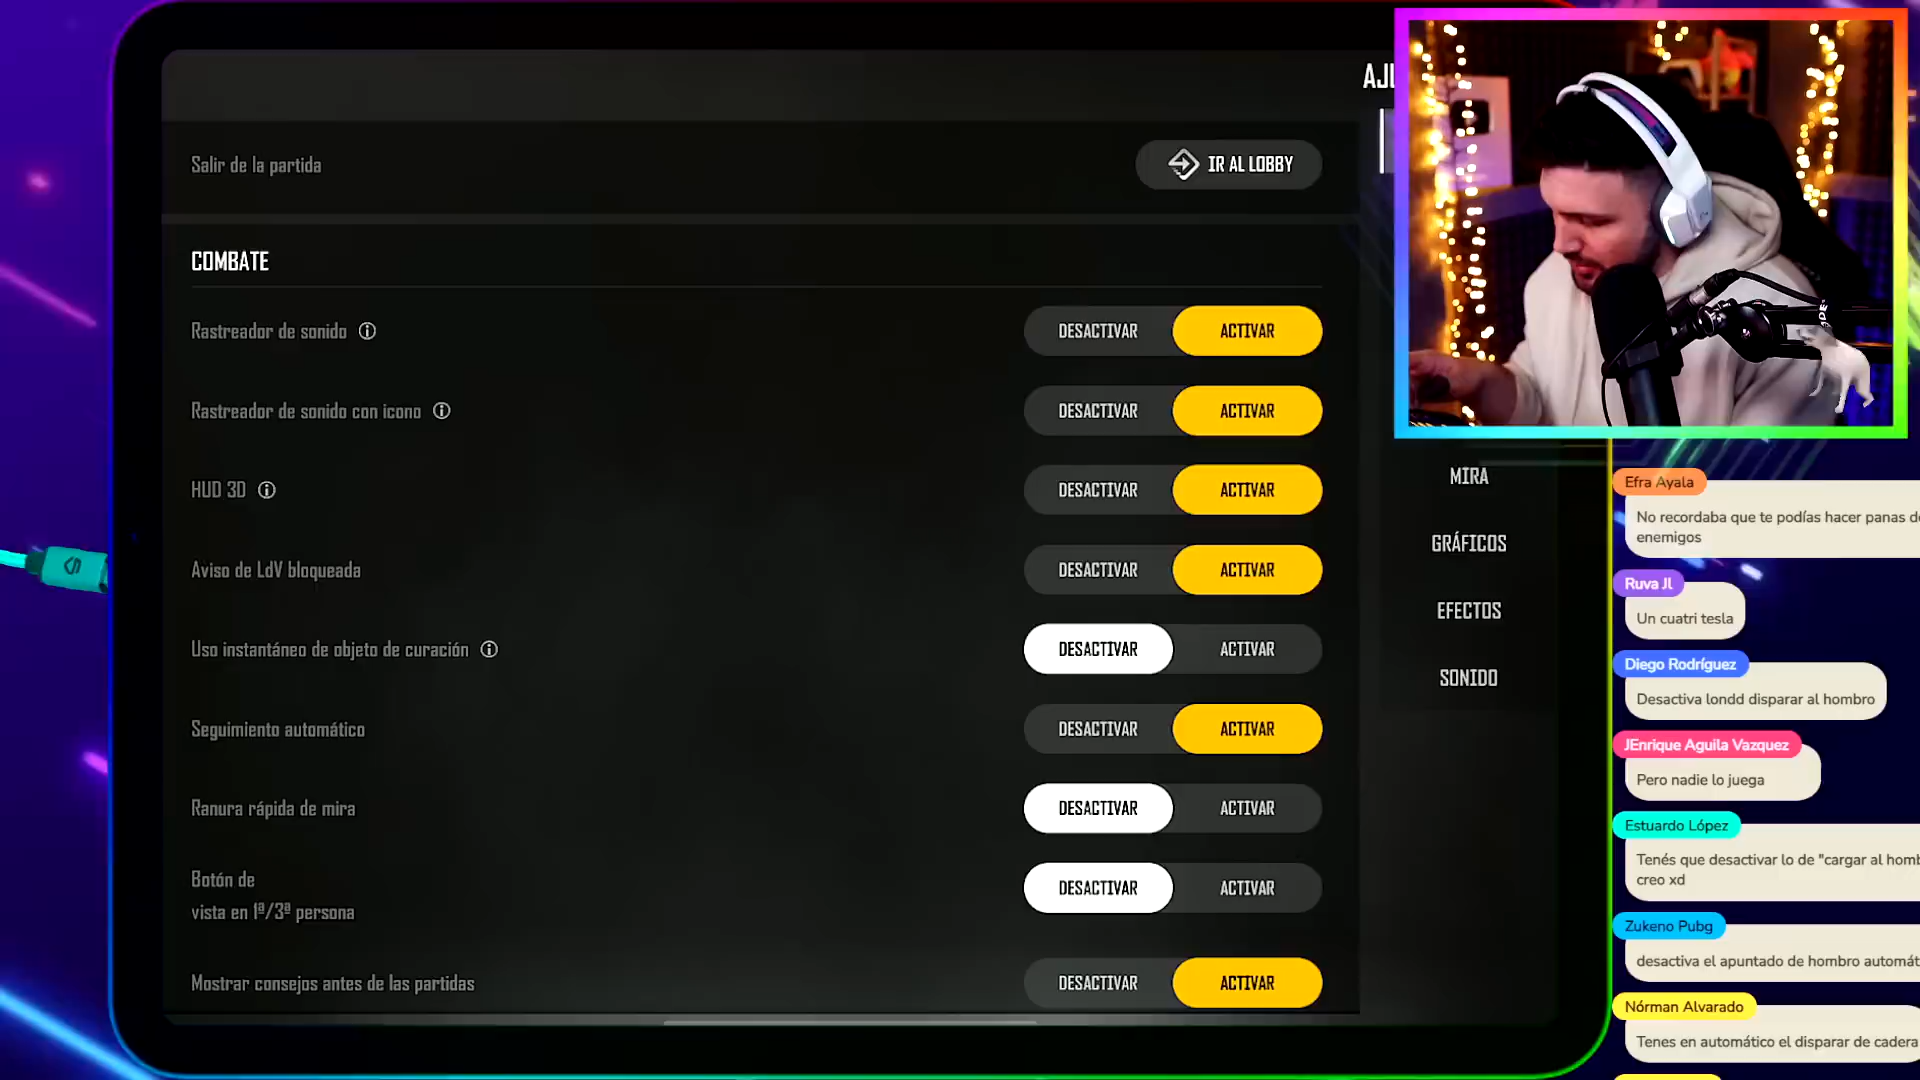 Salir de la partida
IR AL LOBBY
COMBATE
Rastreador de sonido
DESACTIVAR
ACTIVAR
Rastreador de sonido con icono
DESACTIVAR
ACTIVAR
HUD 3D
DESACTIVAR
ACTIVAR
Aviso de LdV bloqueada
DESACTIVAR
ACTIVAR
Uso instantáneo de objeto de curación
DESACTIVAR
ACTIVAR
Seguimiento automático
DESACTIVAR
ACTIVAR
Ranura rápida de mira
DESACTIVAR
ACTIVAR
Botón de
vista en 1ª/3ª persona
DESACTIVAR
ACTIVAR
Mostrar consejos antes de las partidas
DESACTIVAR
ACTIVAR
MIRA
GRÁFICOS
EFECTOS
SONIDO
Efra Ayala
No recordaba que te podías hacer panas
enemigos
Ruva Jl
Un cuatri tesla
Diego Rodríguez
Desactiva londd disparar al hombro
JEnrique Aguila Vazquez
Pero nadie lo juega
Estuardo López
Tenés que desactivar lo de "cargar al
creo xd
Zukeno Pubg
desactiva el apuntado de hombro
Nórman Alvarado
Tenes en automático el disparar de cadera